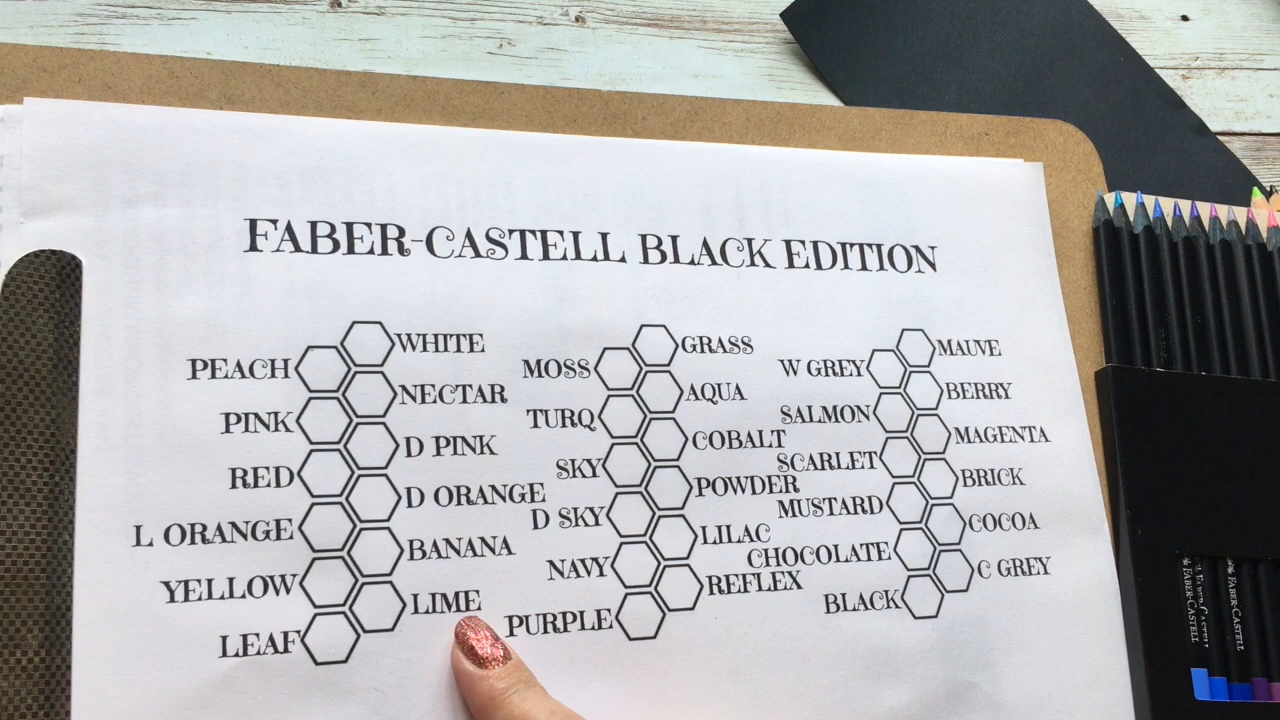 FABER-CASTELL BLACK EDITION
WHITE
PEACH
NECTAR
PINK
D PINK
RED
D ORANGE
L ORANGE
BANANA
YELLOW
LIME
LEAF
GRASS
MOSS
AQUA
TURQ
COBALT
SKY
POWDER
D SKY
LILAC
NAVY
REFLEX
PURPLE
MAUVE
W GREY
BERRY
SALMON
MAGENTA
SCARLET
BRICK
MUSTARD
COCOA
CHOCOLATE
C GREY
BLACK
FABER-CASTELL
FABER-CASTELL